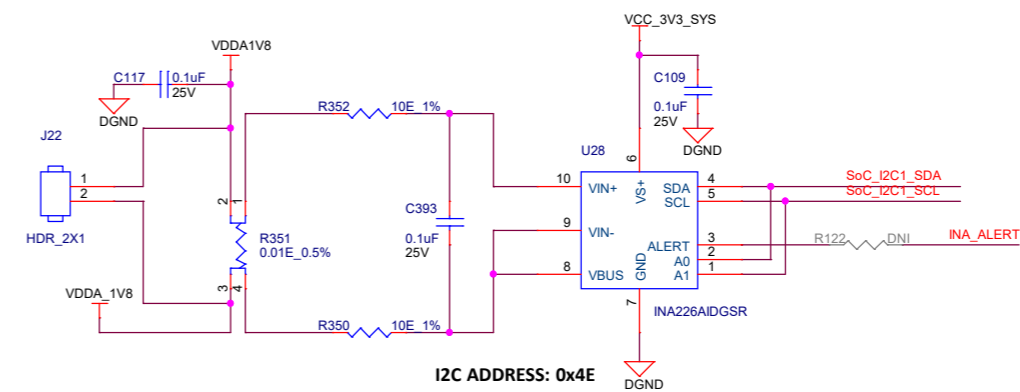 VCC_3V3_SYS
VDDA1V8
C117 0.1uF
25V
DGND
C109
0.1uF
25V
DGND
R352 10E_1%
J22
1
2
HDR_2X1
2 1
R351
0.01E_0.5%
3 4
VDDA_1V8
C393
0.1uF
25V
R350 10E_1%
U28
6
VS+
10 VIN+
9 VIN-
8 VBUS
SDA 4 SoC_I2C1_SDA
SCL 5 SoC_I2C1_SCL
ALERT 3 R122 DNI INA_ALERT
A0 2
A1 1
GND
7
INA226AIDGSR
DGND
I2C ADDRESS: 0x4E